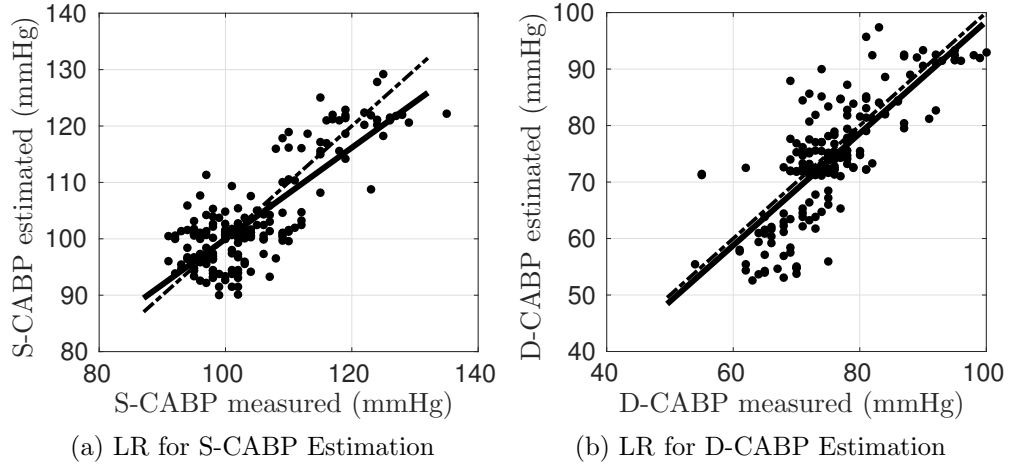 140
130
120
110
100
90
80
80 100 120 140
S-CABP estimated (mmHg)
S-CABP measured (mmHg)
(a) LR for S-CABP Estimation
100
90
80
70
60
50
40
40 60 80 100
D-CABP estimated (mmHg)
D-CABP measured (mmHg)
(b) LR for D-CABP Estimation